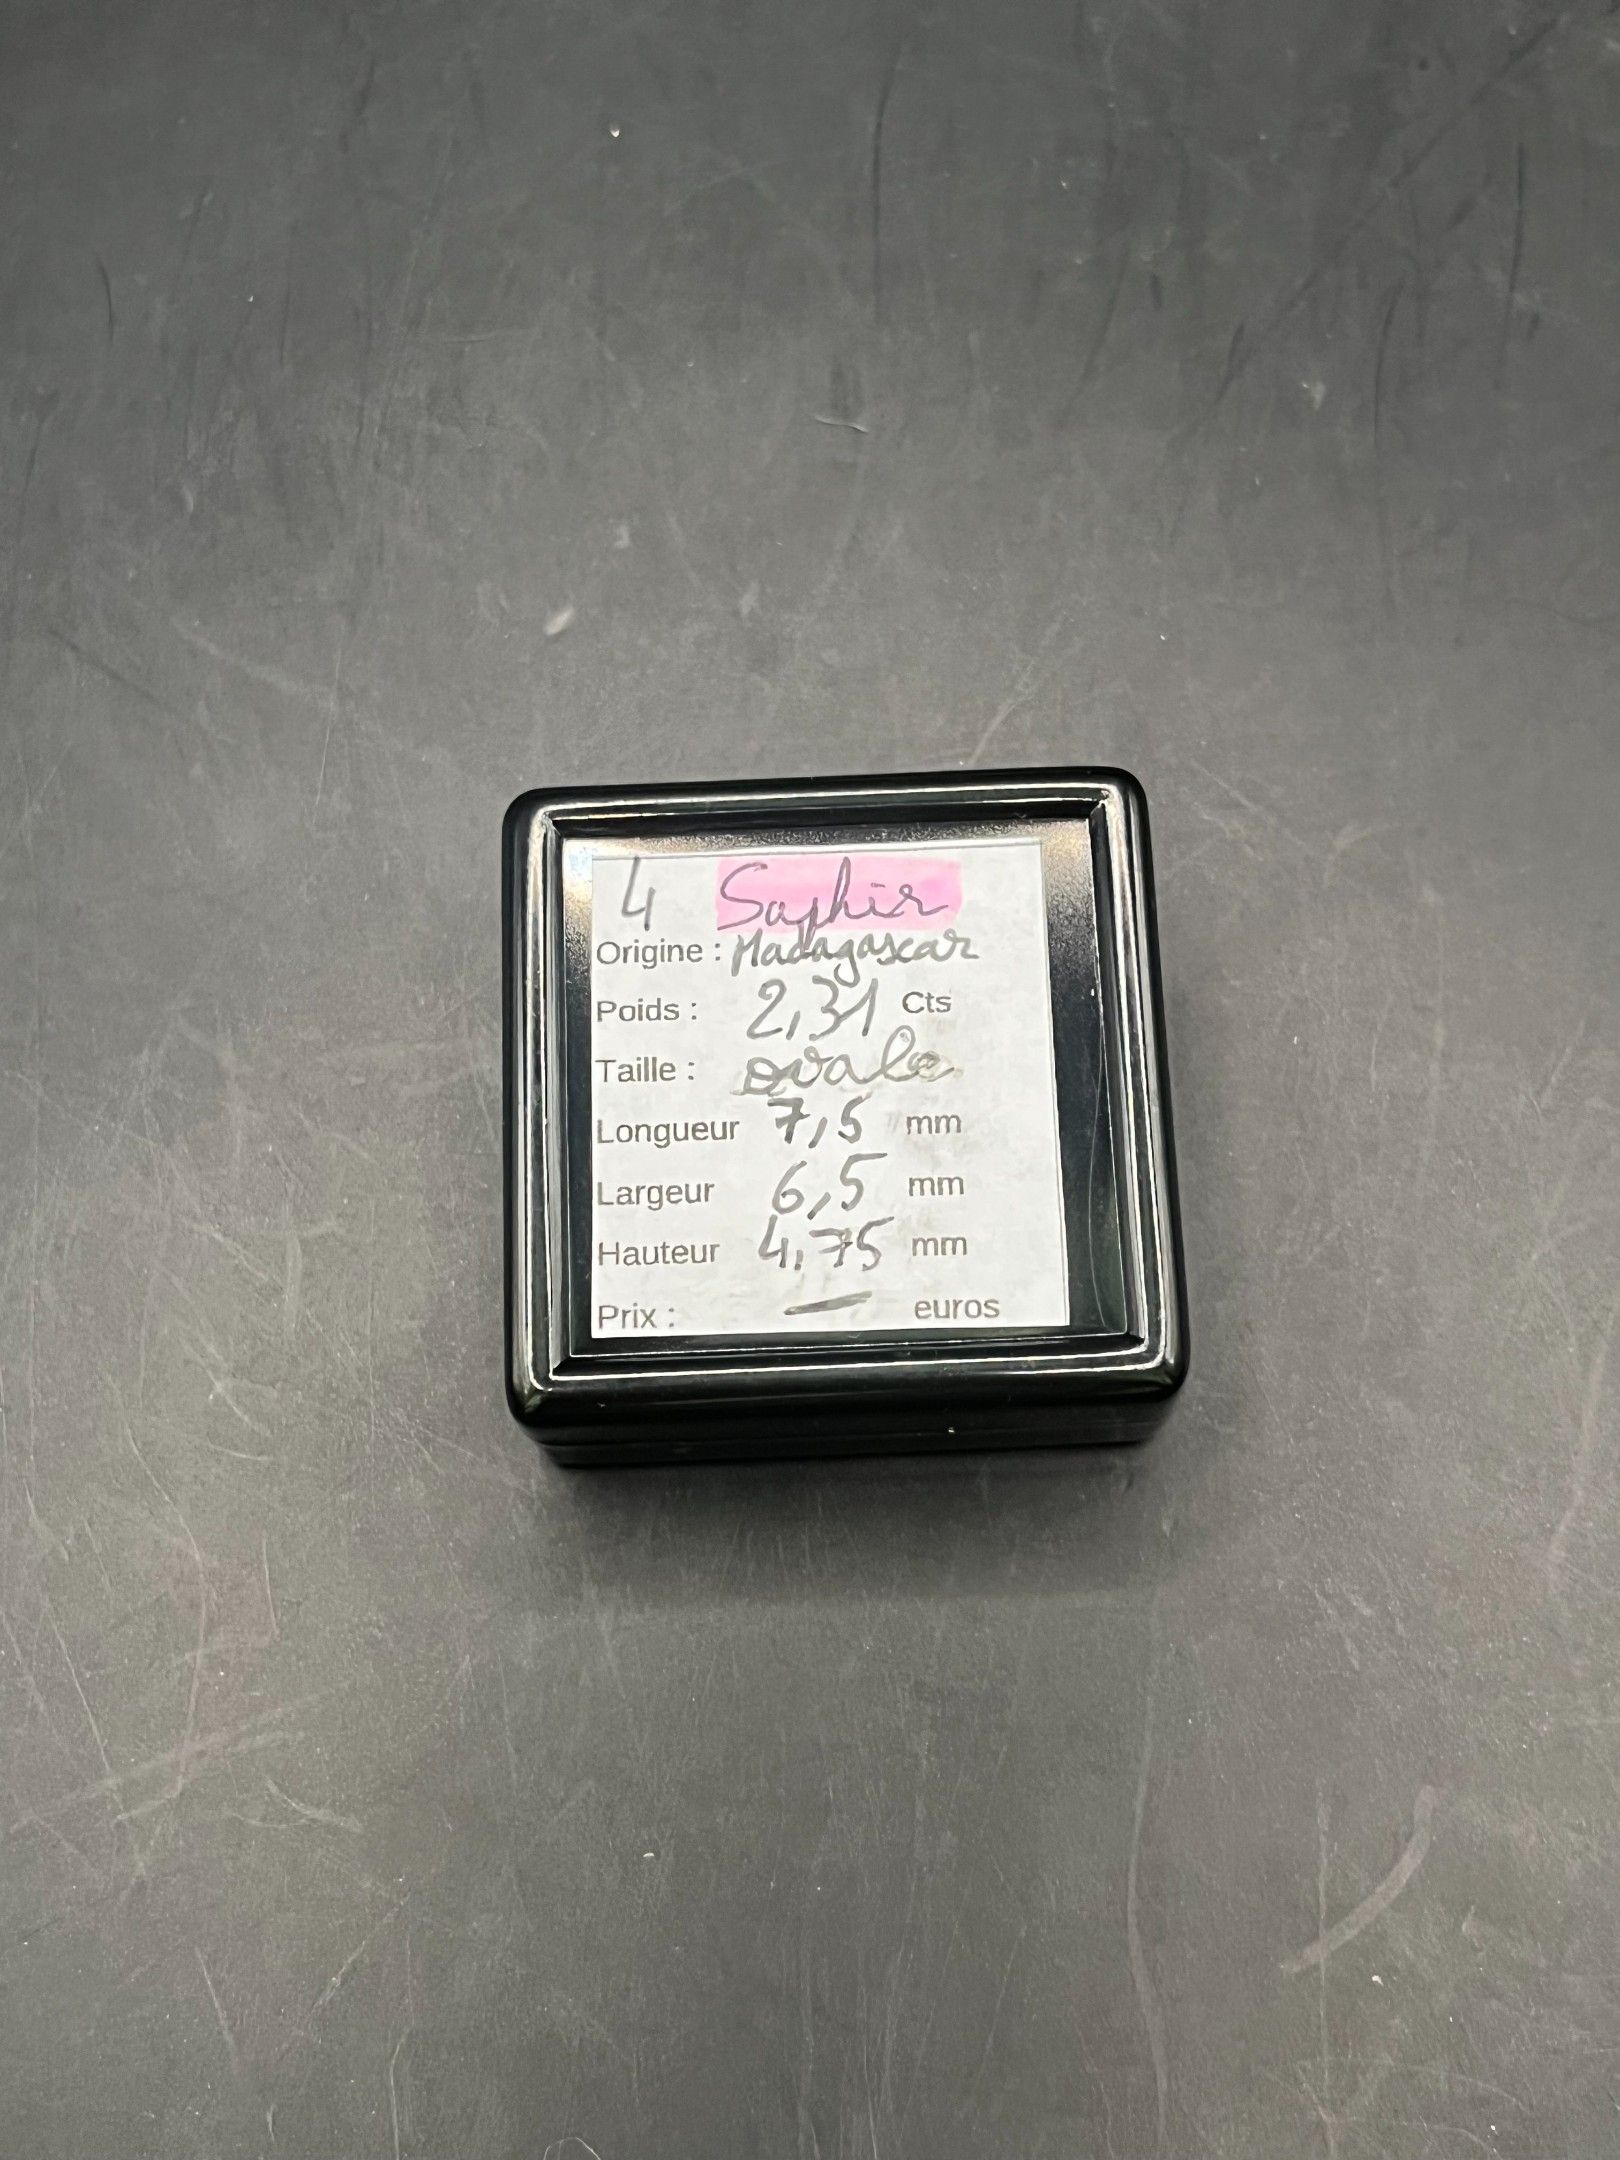 4 Saphir
Origine : Madagascar
Poids : 2,31 Cts
Taille : ovale
Longueur 7,5 mm
Largeur 6,5 mm
Hauteur 4,75 mm
Prix : — euros